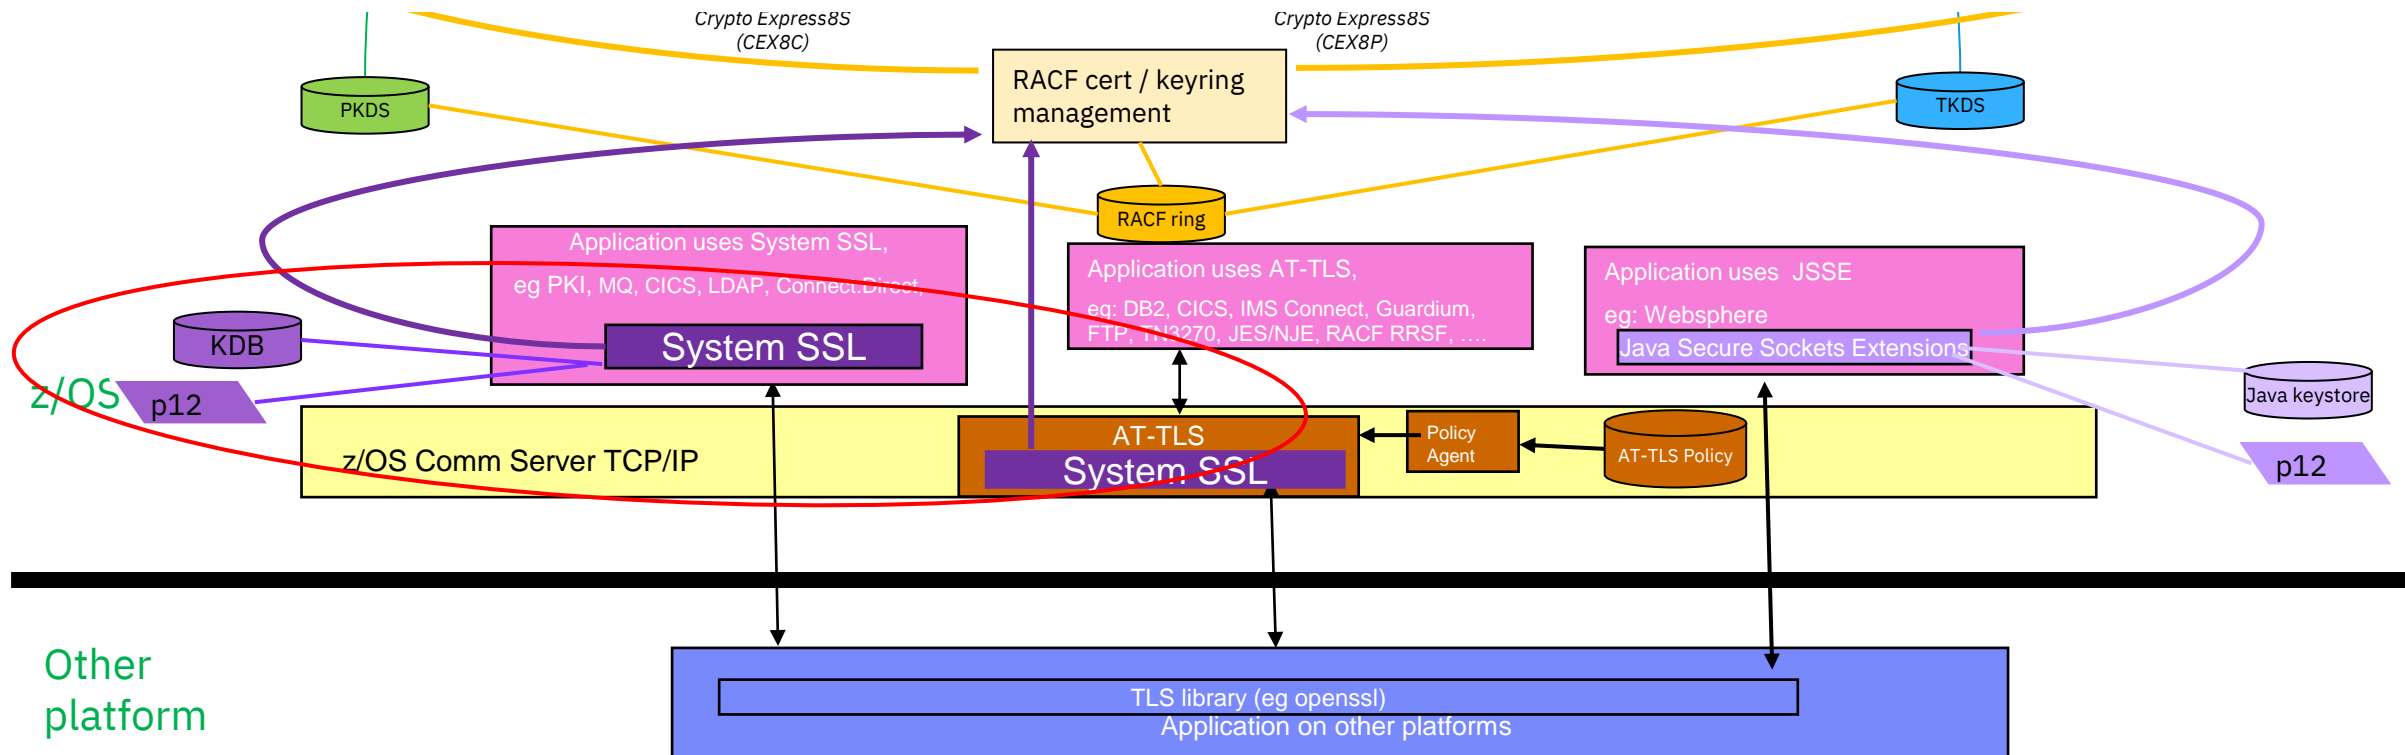 Crypto Express8S
(CEX8C)
Crypto Express8S
(CEX8P)
RACF cert / keyring
management
PKDS
TKDS
RACF ring
Application uses System SSL,
eg PKI, MQ, CICS, LDAP, Connect:Direct,
System SSL
Application uses AT-TLS,
eg: DB2, CICS, IMS Connect, Guardium,
FTP, TN3270, JES/NJE, RACF RRSF, ....
Application uses JSSE
eg: Websphere
Java Secure Sockets Extensions
KDB
z/OS
p12
Java keystore
p12
z/OS Comm Server TCP/IP
AT-TLS
System SSL
Policy
Agent
AT-TLS Policy
Other
platform
TLS library (eg openssl)
Application on other platforms